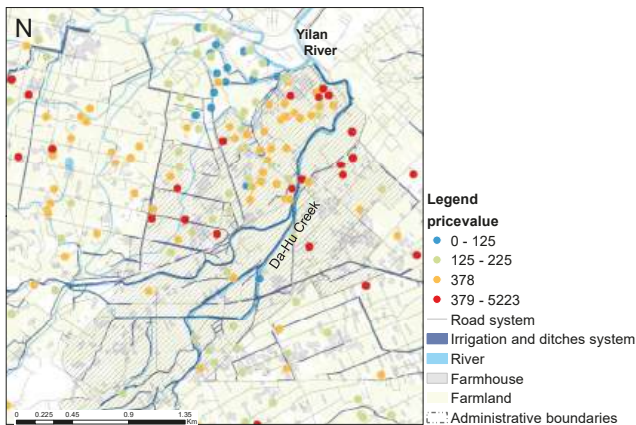 N
Yilan
River
Da-Hu Creek
0 0.225 0.45 0.9 1.35
Km
Legend
pricevalue
0 - 125
125 - 225
378
379 - 5223
Road system
Irrigation and ditches system
River
Farmhouse
Farmland
Administrative boundaries